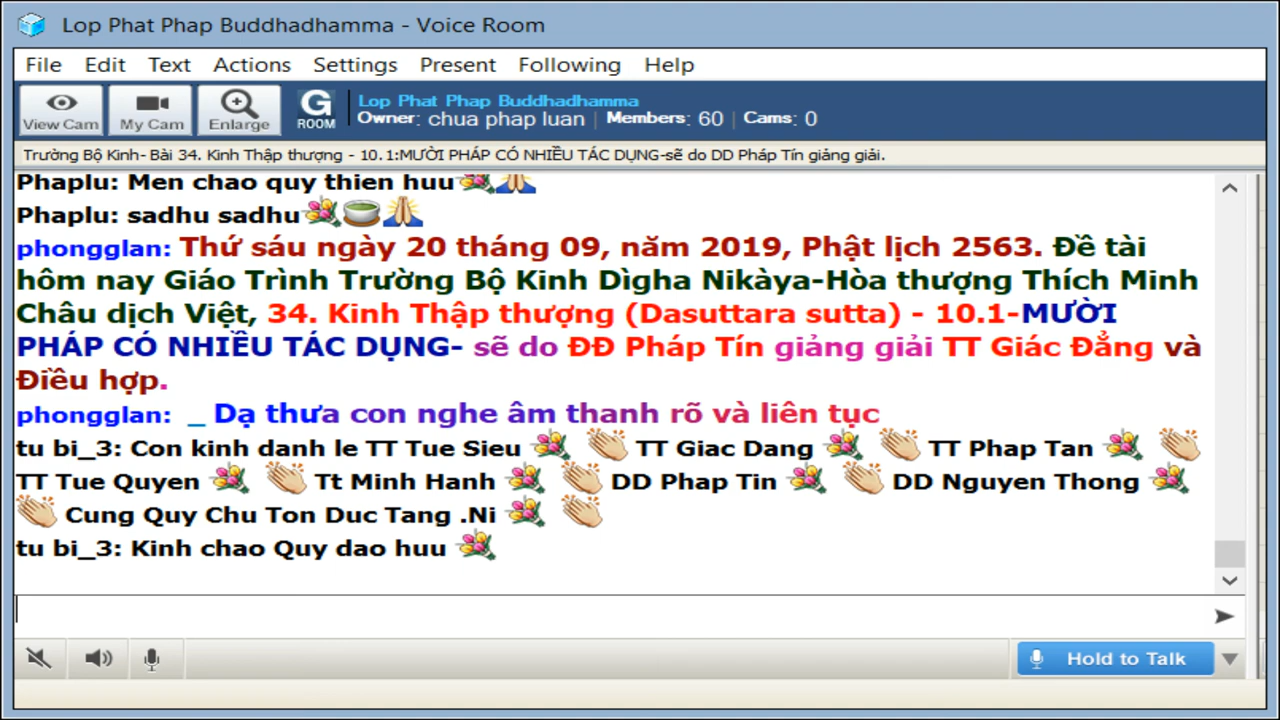 Lop Phat Phap Buddhadhamma - Voice Room
File Edit Text Actions Settings Present Following Help
View Cam My Cam Enlarge G ROOM Lop Phat Phap Buddhadhamma
Owner: chua phap luan | Members: 60 | Cams: 0
Trường Bộ Kinh- Bài 34. Kinh Thập thượng - 10.1:MƯỜI PHÁP CÓ NHIỀU TÁC DỤNG-sẽ do DD Pháp Tín giảng giải.
Phaplu: Men chao quy thien huu
Phaplu: sadhu sadhu
phongglan: Thứ sáu ngày 20 tháng 09, năm 2019, Phật lịch 2563. Đề tài
hôm nay Giáo Trình Trường Bộ Kinh Dìgha Nikàya-Hòa thượng Thích Minh
Châu dịch Việt, 34. Kinh Thập thượng (Dasuttara sutta) - 10.1-MƯỜI
PHÁP CÓ NHIỀU TÁC DỤNG- sẽ do ĐĐ Pháp Tín giảng giải TT Giác Đẳng và
Điều hợp.
phongglan: _ Dạ thưa con nghe âm thanh rõ và liên tục
tu bi_3: Con kinh danh le TT Tue Sieu TT Giac Dang TT Phap Tan
TT Tue Quyen Tt Minh Hanh DD Phap Tin DD Nguyen Thong
Cung Quy Chu Ton Duc Tang .Ni
tu bi_3: Kinh chao Quy dao huu
Hold to Talk